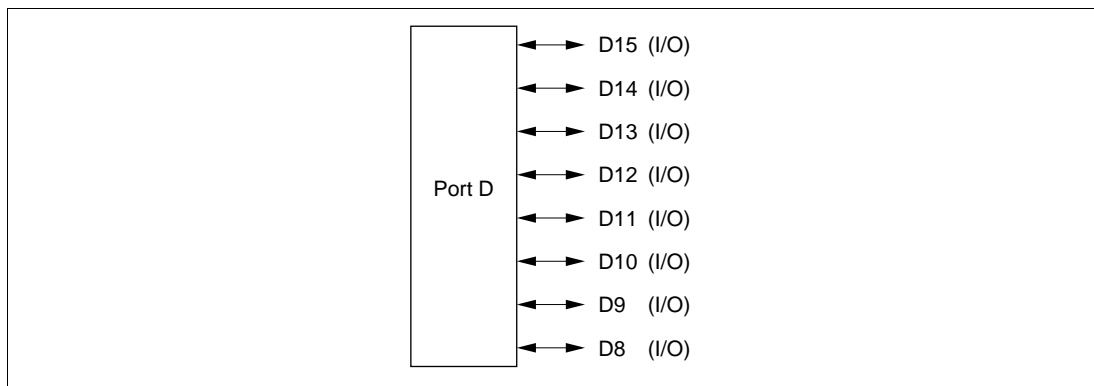 D15 (I/O)
D14 (I/O)
D13 (I/O)
D12 (I/O)
Port D
D11 (I/O)
D10 (I/O)
D9 (I/O)
D8 (I/O)